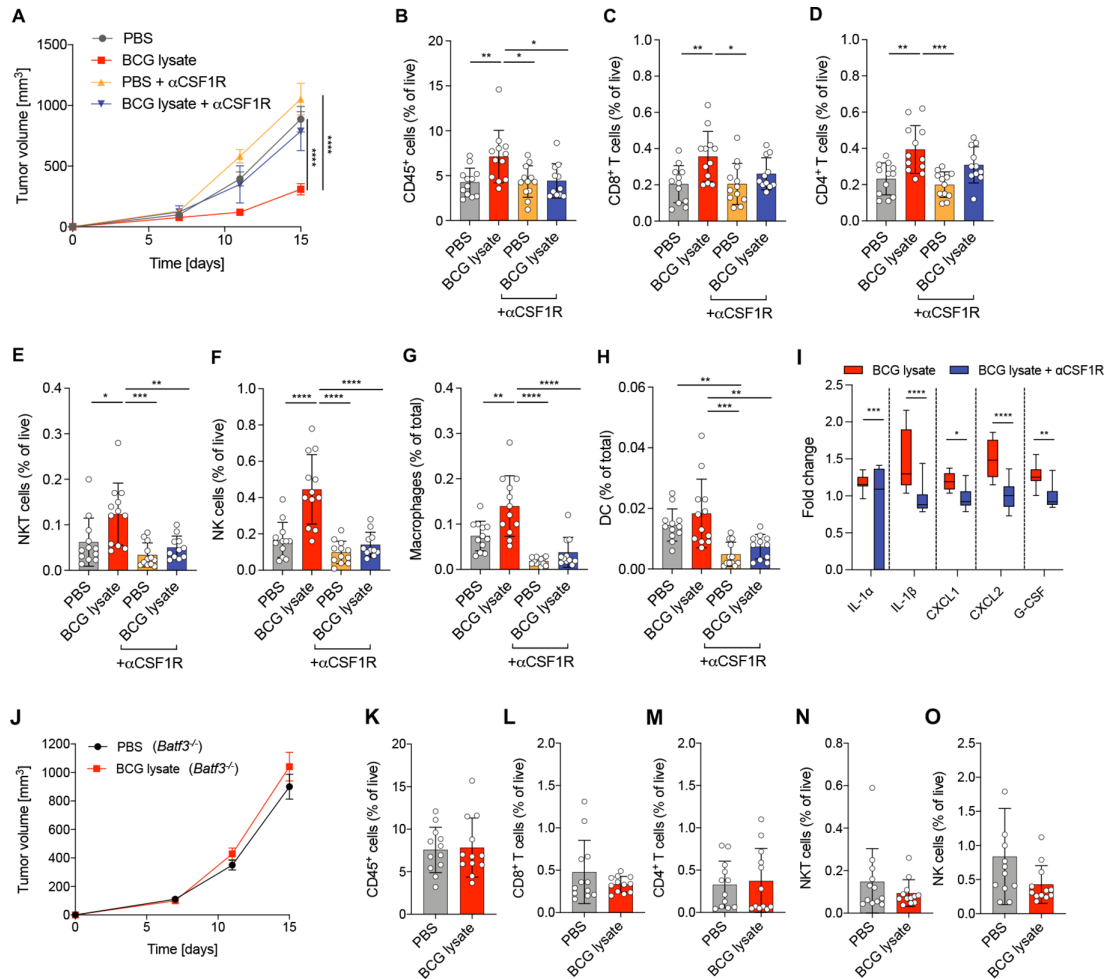 A
PBS
BCG lysate
PBS + αCSF1R
BCG lysate + αCSF1R
Tumor volume [mm³]
1500
1000
500
0
0 5 10 15
Time [days]
****
****
B
CD45⁺ cells (% of live)
20
15
10
5
0
** * *
PBS
BCG lysate
PBS
BCG lysate
+αCSF1R
C
CD8⁺ T cells (% of live)
1.0
0.8
0.6
0.4
0.2
0.0
** *
PBS
BCG lysate
PBS
BCG lysate
+αCSF1R
D
CD4⁺ T cells (% of live)
1.0
0.8
0.6
0.4
0.2
0.0
** ***
PBS
BCG lysate
PBS
BCG lysate
+αCSF1R
E
NKT cells (% of live)
0.4
0.3
0.2
0.1
0.0
* *** **
PBS
BCG lysate
PBS
BCG lysate
+αCSF1R
F
NK cells (% of live)
1.0
0.8
0.6
0.4
0.2
0.0
**** **** ****
PBS
BCG lysate
PBS
BCG lysate
+αCSF1R
G
Macrophages (% of total)
0.4
0.3
0.2
0.1
0.0
** **** ****
PBS
BCG lysate
PBS
BCG lysate
+αCSF1R
H
DC (% of total)
0.06
0.04
0.02
0.00
**
**
***
PBS
BCG lysate
PBS
BCG lysate
+αCSF1R
I
BCG lysate
BCG lysate + αCSF1R
Fold change
2.5
2.0
1.5
1.0
0.5
0.0
*** **** * **** **
IL-1α
IL-1β
CXCL1
CXCL2
G-CSF
J
PBS (Batf3⁻/⁻)
BCG lysate (Batf3⁻/⁻)
Tumor volume [mm³]
1200
1000
800
600
400
200
0
0 5 10 15
Time [days]
K
CD45⁺ cells (% of live)
20
15
10
5
0
PBS
BCG lysate
L
CD8⁺ T cells (% of live)
2.0
1.5
1.0
0.5
0.0
PBS
BCG lysate
M
CD4⁺ T cells (% of live)
2.0
1.5
1.0
0.5
0.0
PBS
BCG lysate
N
NKT cells (% of live)
0.8
0.6
0.4
0.2
0.0
PBS
BCG lysate
O
NK cells (% of live)
2.5
2.0
1.5
1.0
0.5
0.0
PBS
BCG lysate